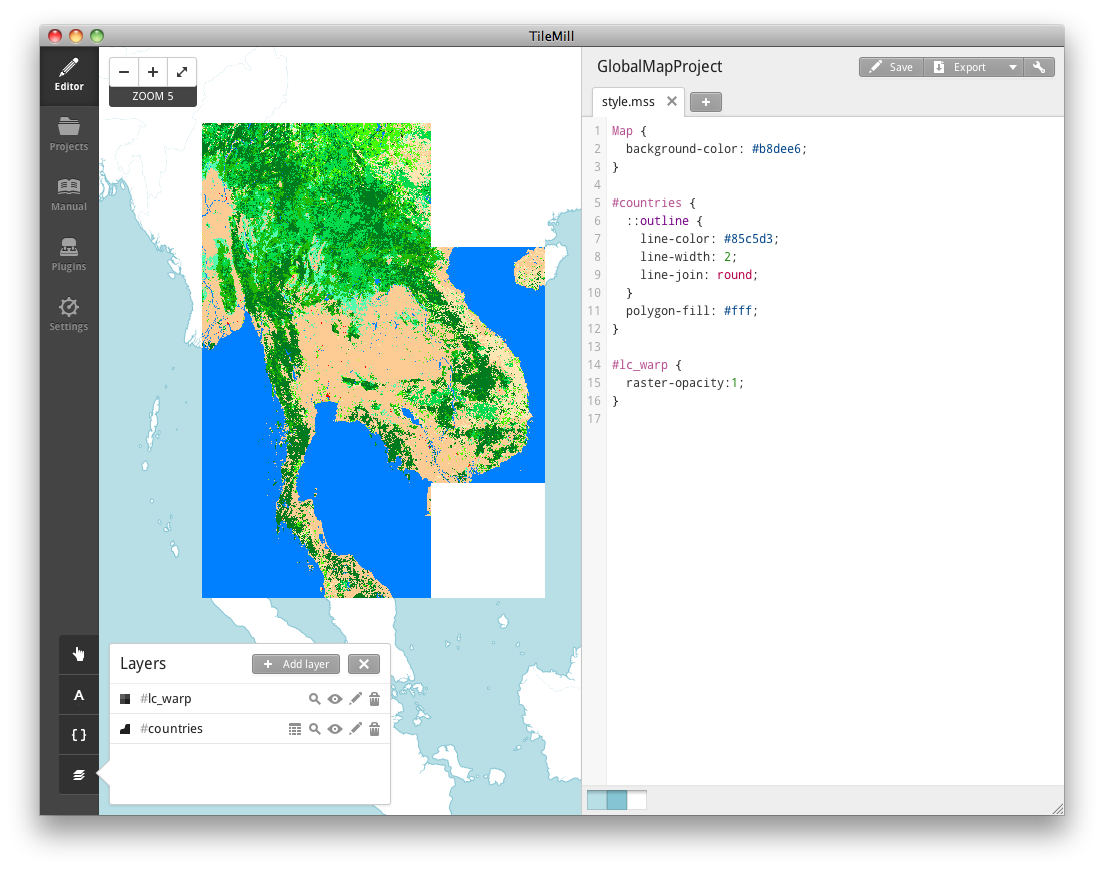 TileMill
Editor
Projects
Manual
Plugins
Settings
ZOOM 5
GlobalMapProject
Save
Export
style.mss
1 Map {
2   background-color: #b8dee6;
3 }
4
5 #countries {
6   ::outline {
7     line-color: #85c5d3;
8     line-width: 2;
9     line-join: round;
10   }
11   polygon-fill: #fff;
12 }
13
14 #lc_warp {
15   raster-opacity:1;
16 }
17
A
{}
Layers
+ Add layer
#lc_warp
#countries